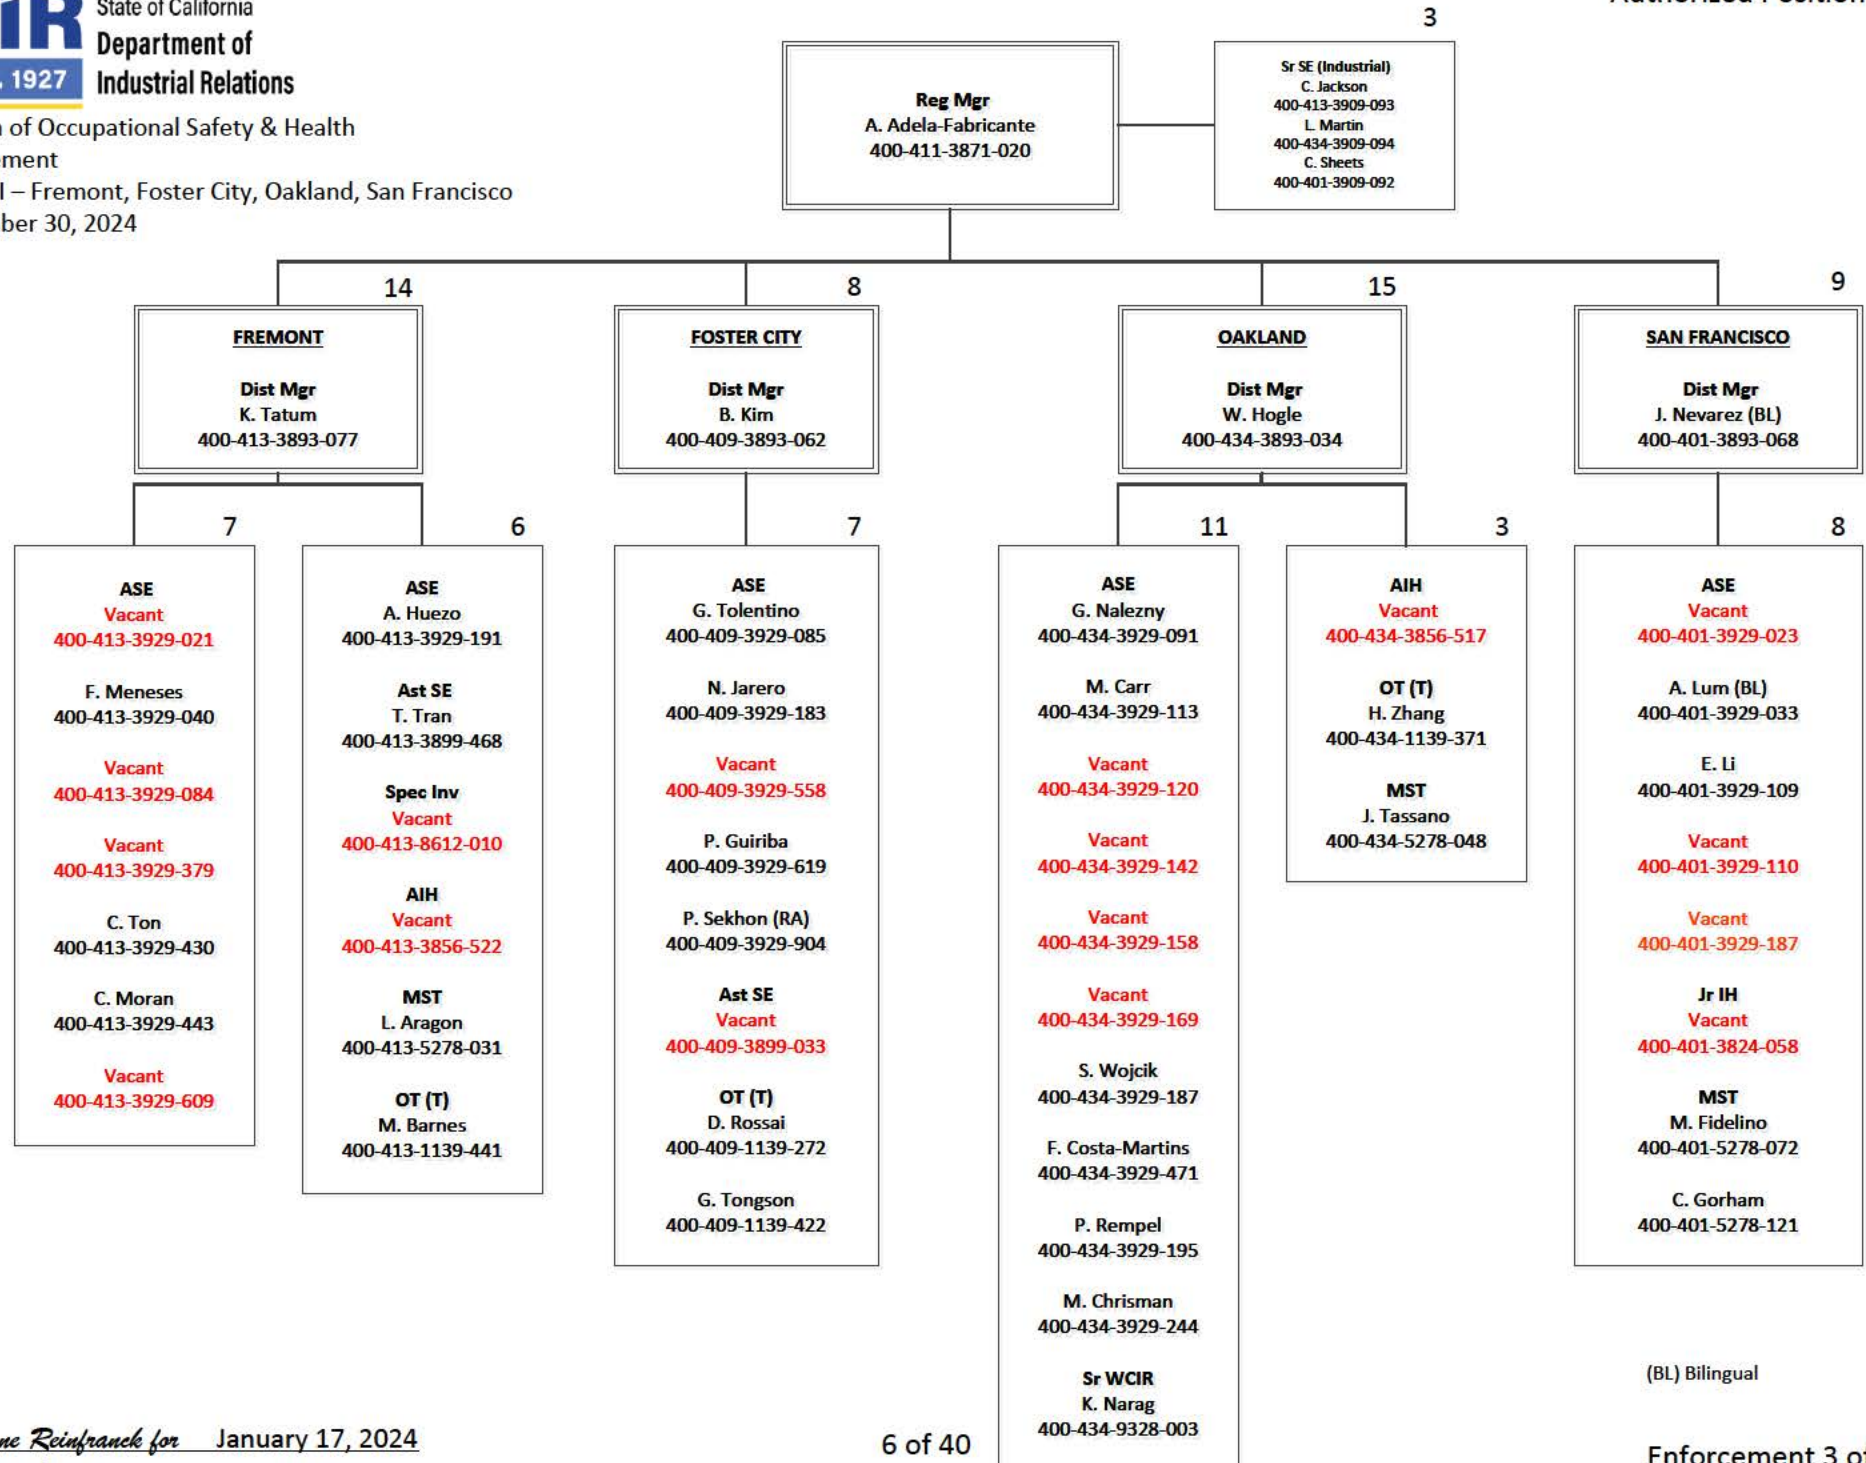 State of California
Department of
1927
Industrial Relations
of Occupational Safety & Health
– Fremont, Foster City, Oakland, San Francisco
30, 2024
3
Reg Mgr
A. Adela-Fabricante
400-411-3871-020
Sr SE (Industrial)
C. Jackson
400-413-3909-093
L. Martin
400-434-3909-094
C. Sheets
400-401-3909-092
14
FREMONT
Dist Mgr
K. Tatum
400-413-3893-077
8
FOSTER CITY
Dist Mgr
B. Kim
400-409-3893-062
15
OAKLAND
Dist Mgr
W. Hogle
400-434-3893-034
9
SAN FRANCISCO
Dist Mgr
J. Nevarez (BL)
400-401-3893-068
7
ASE
Vacant
400-413-3929-021
F. Meneses
400-413-3929-040
Vacant
400-413-3929-084
Vacant
400-413-3929-379
C. Ton
400-413-3929-430
C. Moran
400-413-3929-443
Vacant
400-413-3929-609
6
ASE
A. Huezo
400-413-3929-191
Ast SE
T. Tran
400-413-3899-468
Spec Inv
Vacant
400-413-8612-010
AIH
Vacant
400-413-3856-522
MST
L. Aragon
400-413-5278-031
OT (T)
M. Barnes
400-413-1139-441
7
ASE
G. Tolentino
400-409-3929-085
N. Jarero
400-409-3929-183
Vacant
400-409-3929-558
P. Guiriba
400-409-3929-619
P. Sekhon (RA)
400-409-3929-904
Ast SE
Vacant
400-409-3899-033
OT (T)
D. Rossai
400-409-1139-272
G. Tongson
400-409-1139-422
11
ASE
G. Nalezny
400-434-3929-091
M. Carr
400-434-3929-113
Vacant
400-434-3929-120
Vacant
400-434-3929-142
Vacant
400-434-3929-158
Vacant
400-434-3929-169
S. Wojcik
400-434-3929-187
F. Costa-Martins
400-434-3929-471
P. Rempel
400-434-3929-195
M. Chrisman
400-434-3929-244
Sr WCIR
K. Narag
400-434-9328-003
3
AIH
Vacant
400-434-3856-517
OT (T)
H. Zhang
400-434-1139-371
MST
J. Tassano
400-434-5278-048
8
ASE
Vacant
400-401-3929-023
A. Lum (BL)
400-401-3929-033
E. Li
400-401-3929-109
Vacant
400-401-3929-110
Vacant
400-401-3929-187
Jr IH
Vacant
400-401-3824-058
MST
M. Fidelino
400-401-5278-072
C. Gorham
400-401-5278-121
(BL) Bilingual
Reinfranck for January 17, 2024
6 of 40
Enforcement 3 of